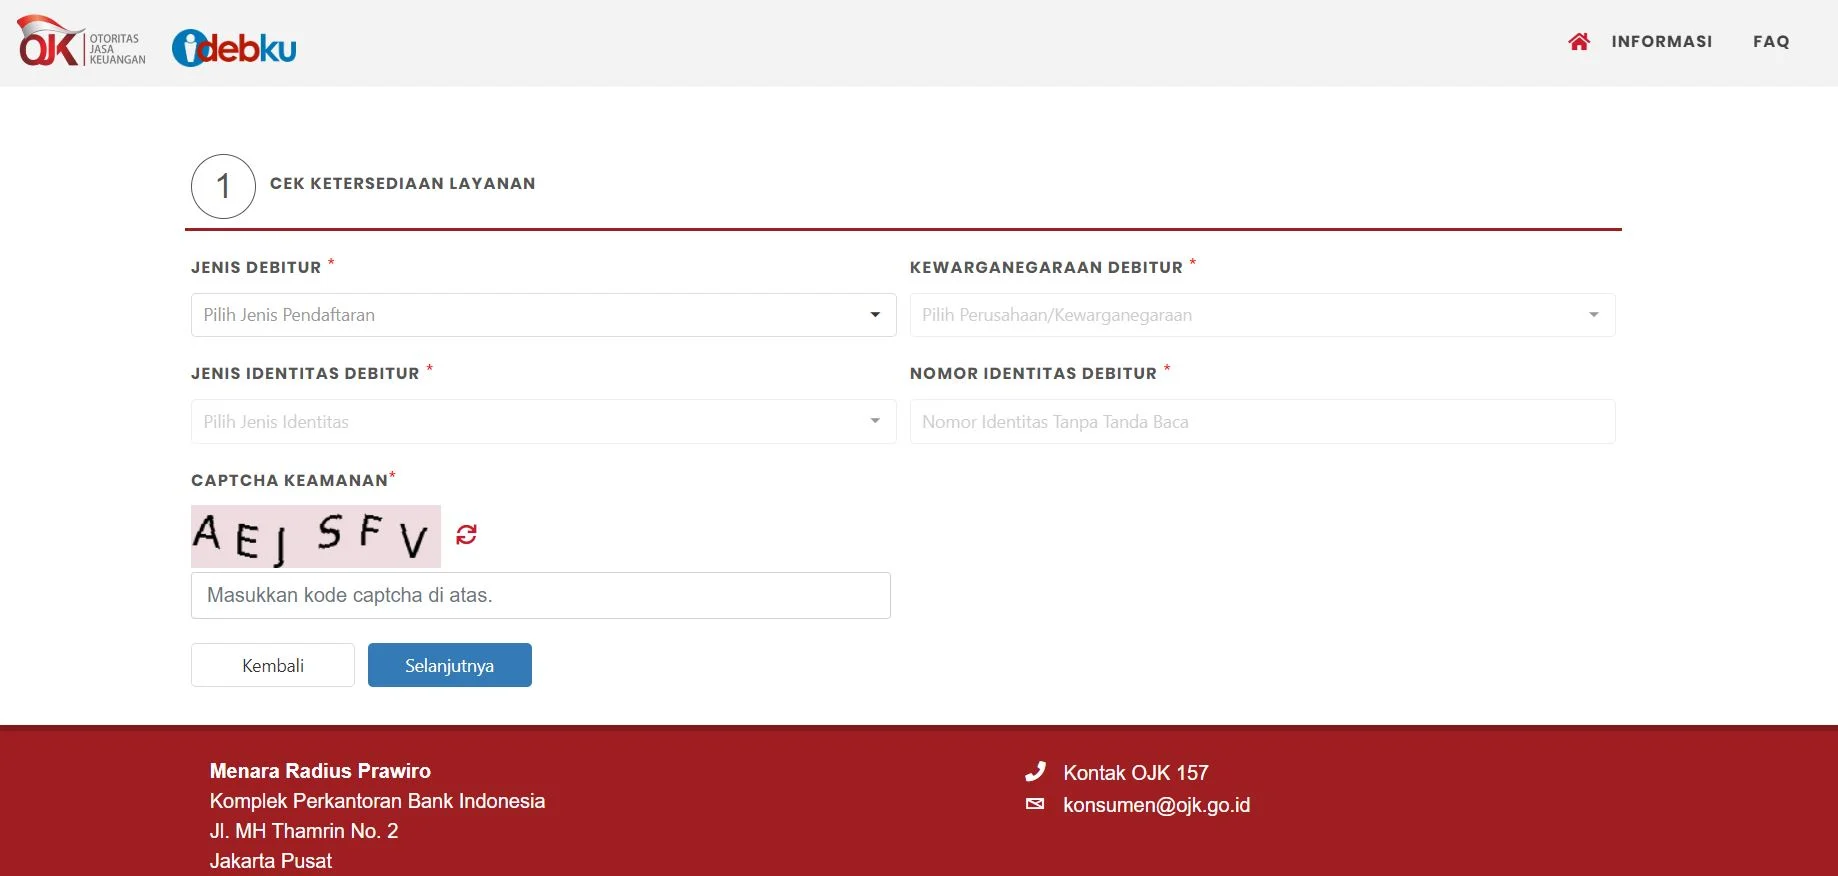 OJK OTORITAS JASA KEUANGAN
idebku
INFORMASI
FAQ
1 CEK KETERSEDIAAN LAYANAN
JENIS DEBITUR *
KEWARGANEGARAAN DEBITUR *
Pilih Jenis Pendaftaran
Pilih Perusahaan/Kewarganegaraan
JENIS IDENTITAS DEBITUR *
NOMOR IDENTITAS DEBITUR *
Pilih Jenis Identitas
Nomor Identitas Tanpa Tanda Baca
CAPTCHA KEAMANAN*
A E J S F V
Masukkan kode captcha di atas.
Kembali
Selanjutnya
Menara Radius Prawiro
Komplek Perkantoran Bank Indonesia
Jl. MH Thamrin No. 2
Jakarta Pusat
Kontak OJK 157
konsumen@ojk.go.id